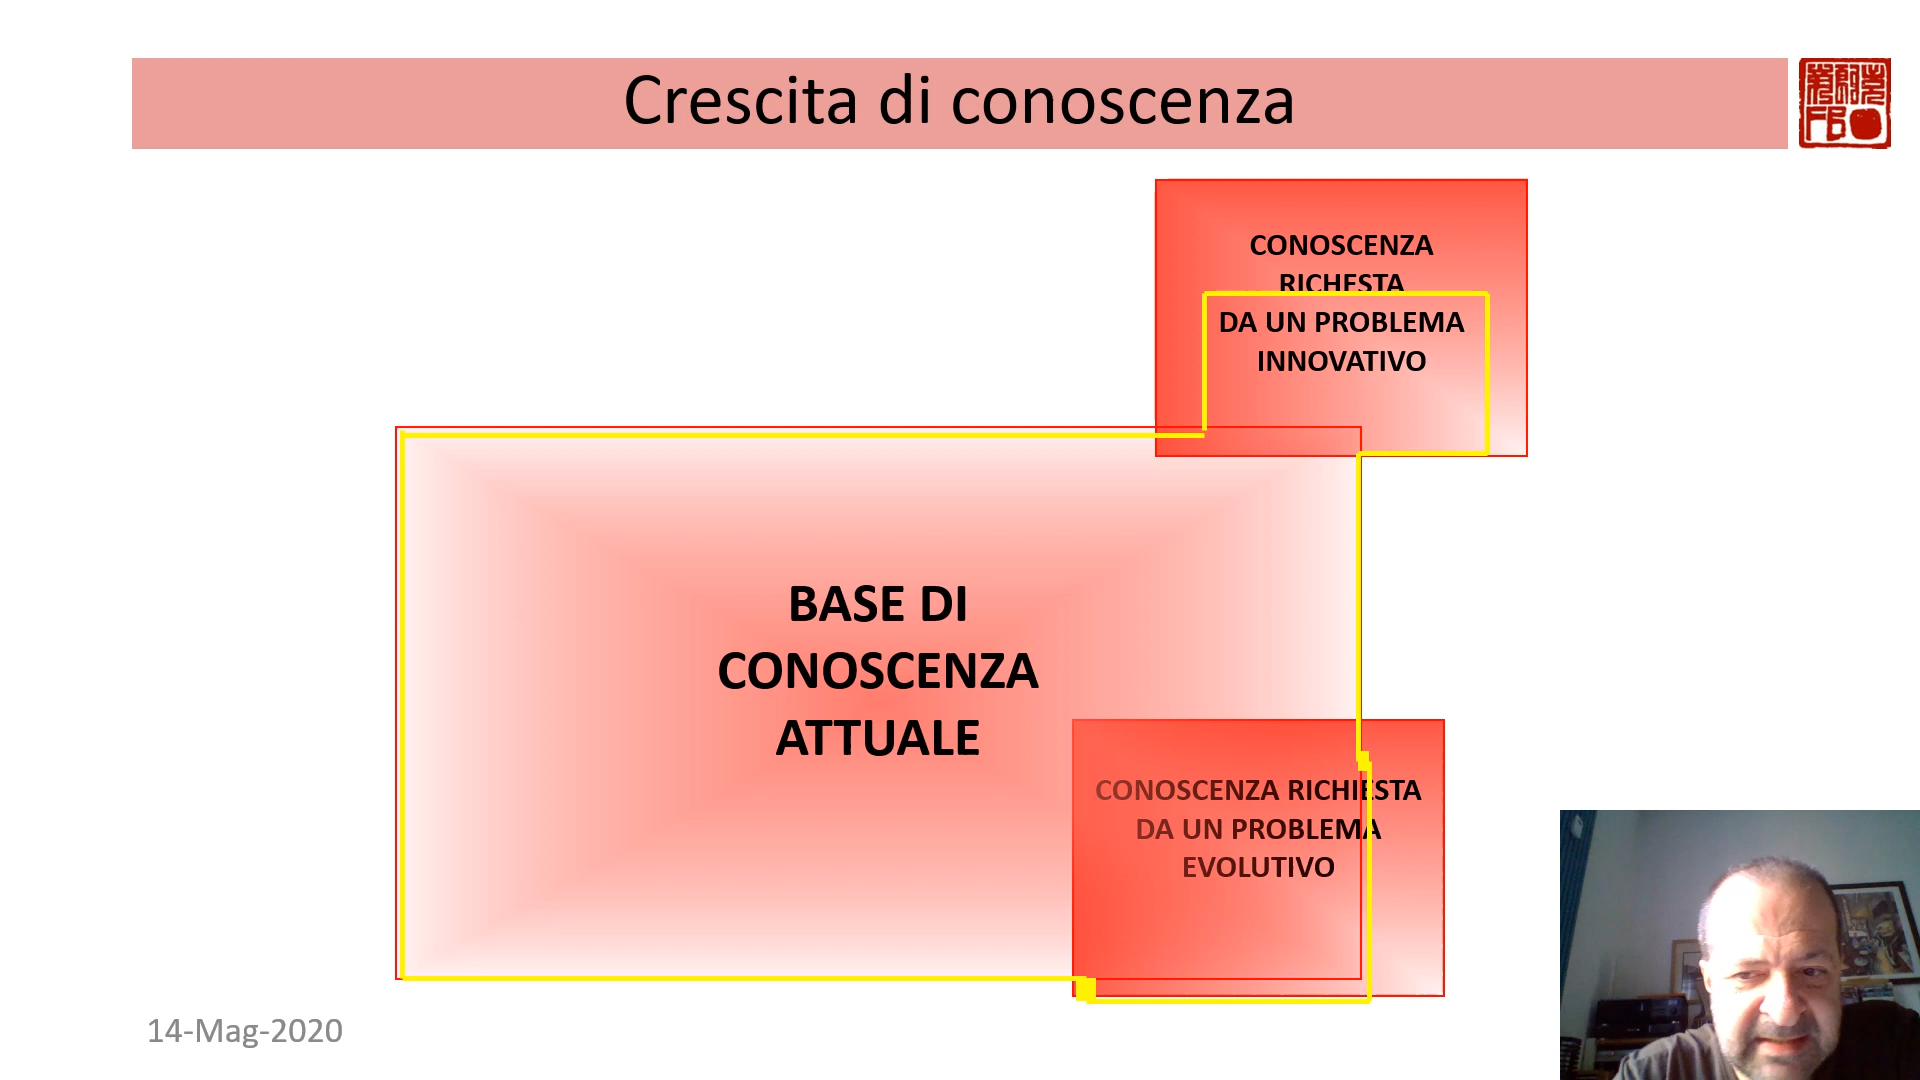 Crescita di conoscenza
FB
CONOSCENZA
RICHESTA
DA UN PROBLEMA
INNOVATIVO
BASE DI
CONOSCENZA
ATTUALE
CONOSCENZA RICHIESTA
DA UN PROBLEMA
EVOLUTIVO
14-Mag-2020